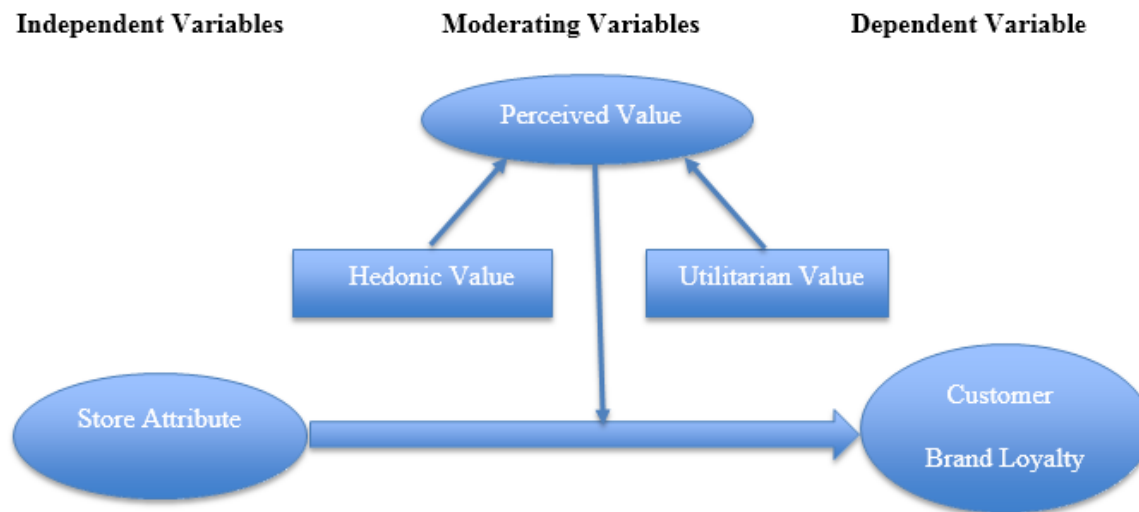 Independent Variables
Moderating Variables
Dependent Variable
Perceived Value
Hedonic Value
Utilitarian Value
Store Attribute
Customer
Brand Loyalty